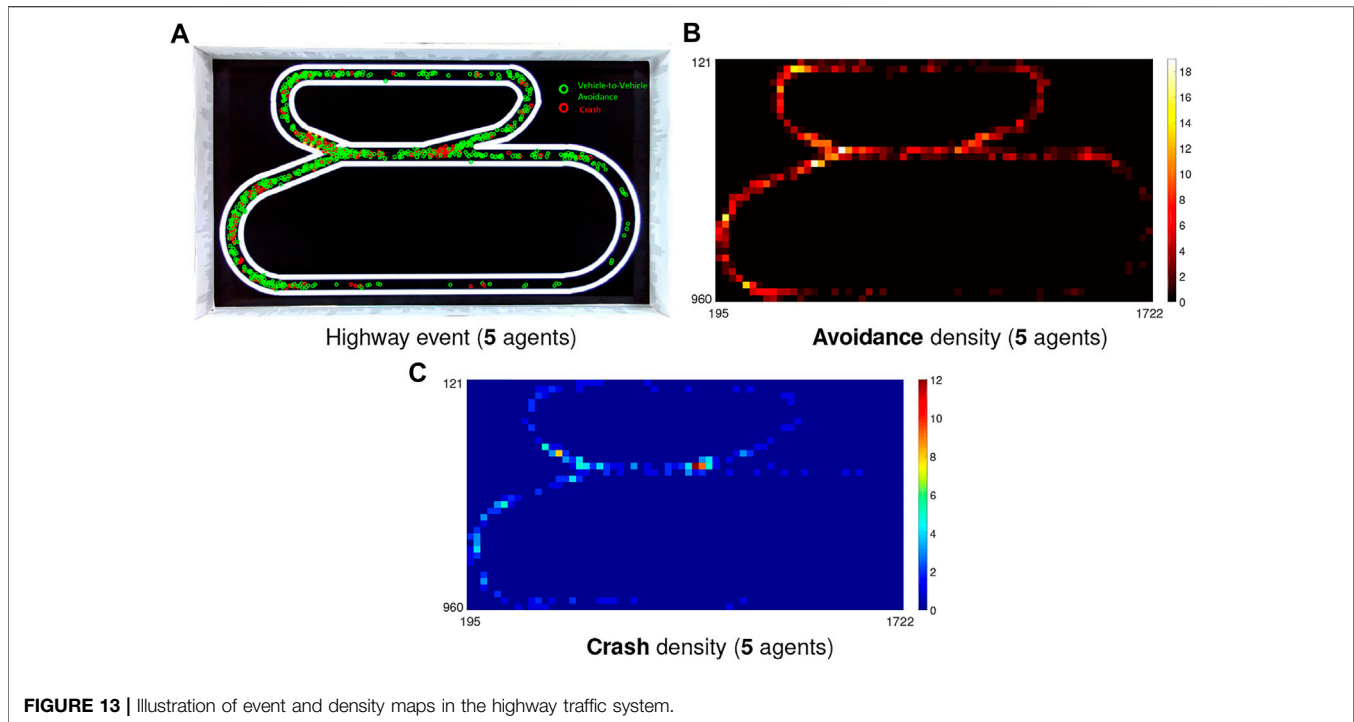 A
Vehicle-to-Vehicle
Avoidance
Crash
Highway event (5 agents)
B
121
960
195
1722
18
16
14
12
10
8
6
4
2
0
Avoidance density (5 agents)
C
121
960
195
1722
12
10
8
6
4
2
0
Crash density (5 agents)
FIGURE 13 | Illustration of event and density maps in the highway traffic system.